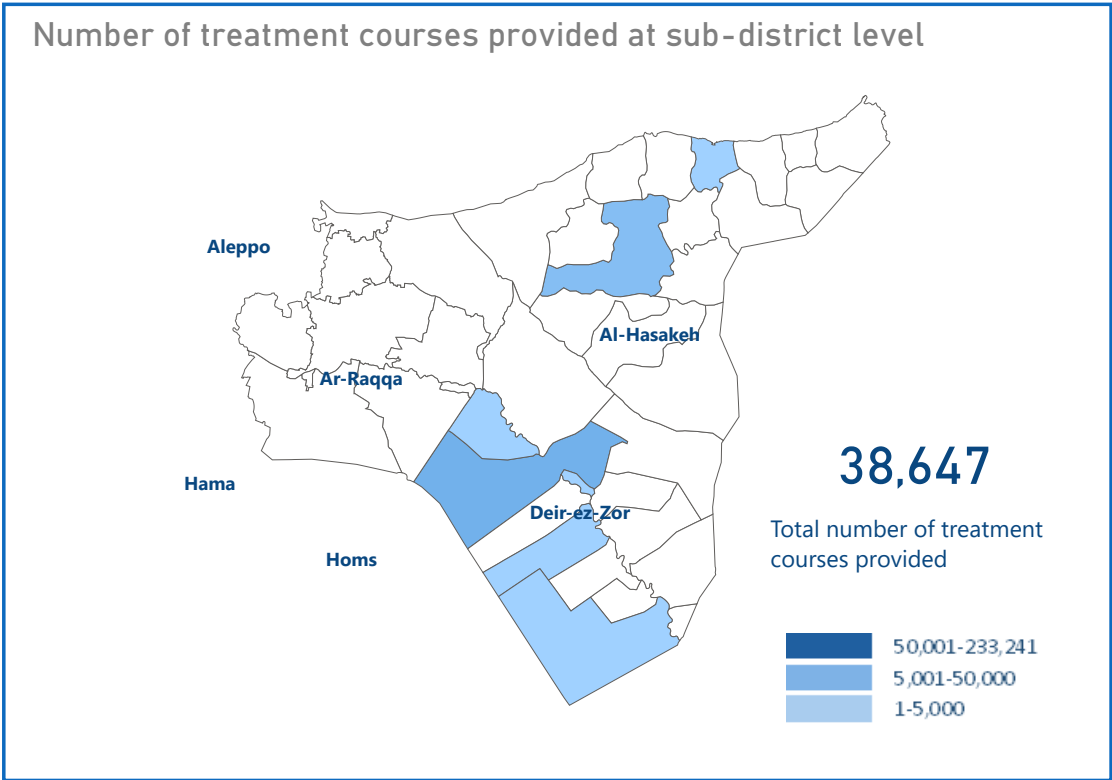 Number of treatment courses provided at sub-district level
Aleppo
Al-Hasakeh
Ar-Raqqa
Hama
Deir-ez-Zor
Homs
38,647
Total number of treatment
courses provided
50,001-233,241
5,001-50,000
1-5,000